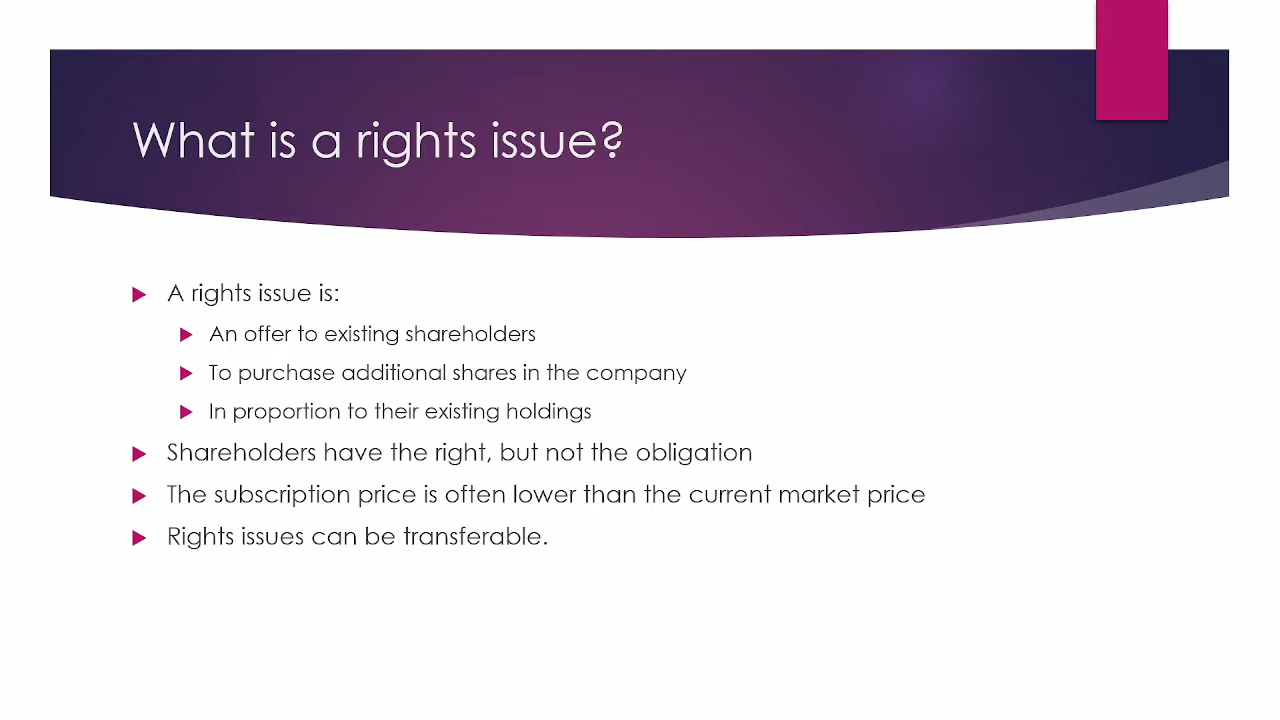 What is a rights issue?
A rights issue is:
An offer to existing shareholders
To purchase additional shares in the company
In proportion to their existing holdings
Shareholders have the right, but not the obligation
The subscription price is often lower than the current market price
Rights issues can be transferable.